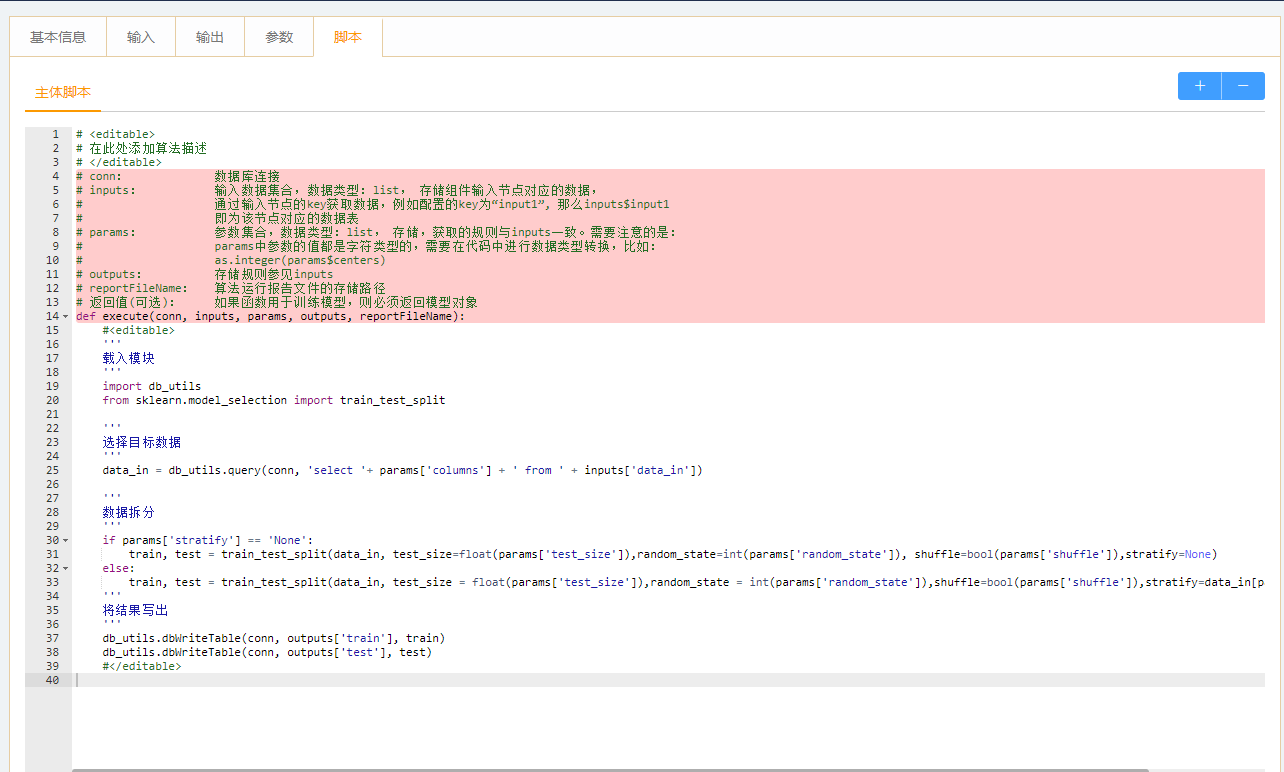 基本信息 输入 输出 参数 脚本
主体脚本 + −
1 # <editable>
2 # 在此处添加算法描述
3 # </editable>
4 # conn: 数据库连接
5 # inputs: 输入数据集合，数据类型：list， 存储组件输入节点对应的数据，
6 # 通过输入节点的key获取数据，例如配置的key为“input1”, 那么inputs$input1
7 # 即为该节点对应的数据表
8 # params: 参数集合，数据类型：list， 存储，获取的规则与inputs一致。需要注意的是：
9 # params中参数的值都是字符类型的，需要在代码中进行数据类型转换，比如：
10 # as.integer(params$centers)
11 # outputs: 存储规则参见inputs
12 # reportFileName: 算法运行报告文件的存储路径
13 # 返回值(可选): 如果函数用于训练模型，则必须返回模型对象
14 def execute(conn, inputs, params, outputs, reportFileName):
15 #<editable>
16 '''
17 载入模块
18 '''
19 import db_utils
20 from sklearn.model_selection import train_test_split
21
22 '''
23 选择目标数据
24 '''
25 data_in = db_utils.query(conn, 'select '+ params['columns'] + ' from ' + inputs['data_in'])
26
27 '''
28 数据拆分
29 '''
30 if params['stratify'] == 'None':
31 train, test = train_test_split(data_in, test_size=float(params['test_size']),random_state=int(params['random_state']), shuffle=bool(params['shuffle']),stratify=None)
32 else:
33 train, test = train_test_split(data_in, test_size = float(params['test_size']),random_state = int(params['random_state']),shuffle=bool(params['shuffle']),stratify=data_in[p
34 '''
35 将结果写出
36 '''
37 db_utils.dbWriteTable(conn, outputs['train'], train)
38 db_utils.dbWriteTable(conn, outputs['test'], test)
39 #</editable>
40